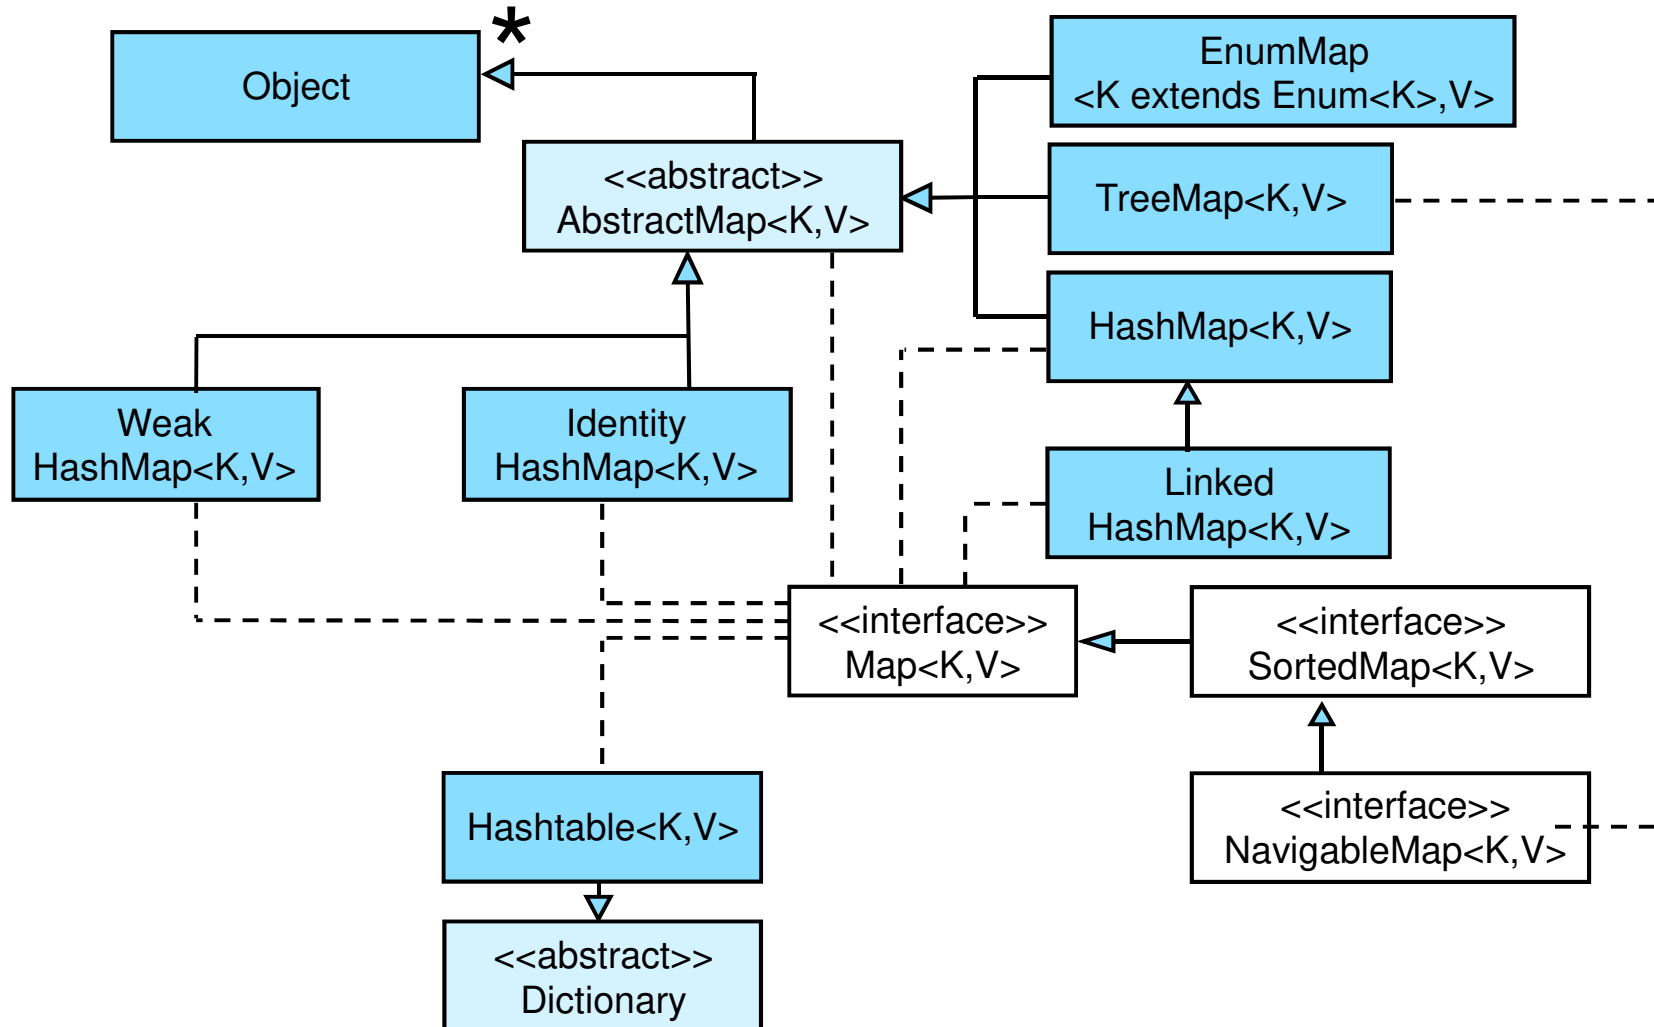 *
Object
EnumMap
<K extends Enum<K>,V>
<<abstract>>
AbstractMap<K,V>
TreeMap<K,V>
HashMap<K,V>
Weak
HashMap<K,V>
Identity
HashMap<K,V>
Linked
HashMap<K,V>
<<interface>>
Map<K,V>
<<interface>>
SortedMap<K,V>
Hashtable<K,V>
<<interface>>
NavigableMap<K,V>
<<abstract>>
Dictionary